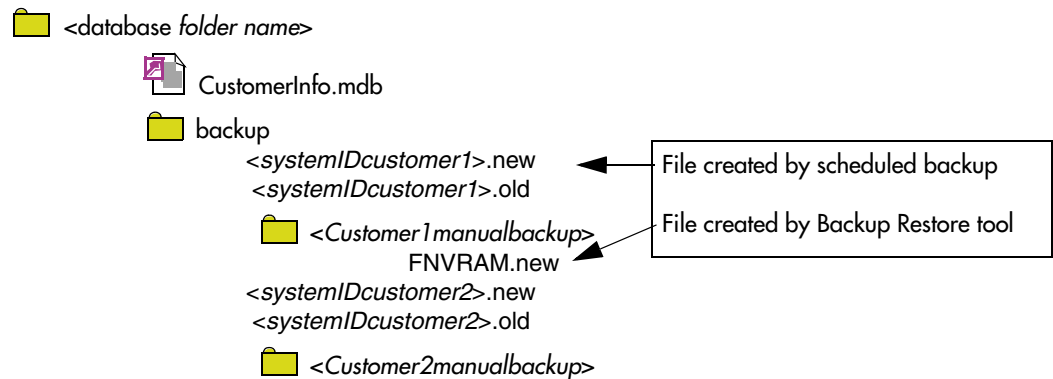 <database folder name>
CustomerInfo.mdb
backup
<systemIDcustomer1>.new
File created by scheduled backup
<systemIDcustomer1>.old
<Customer1manualbackup>
File created by Backup Restore tool
FNVRAM.new
<systemIDcustomer2>.new
<systemIDcustomer2>.old
<Customer2manualbackup>